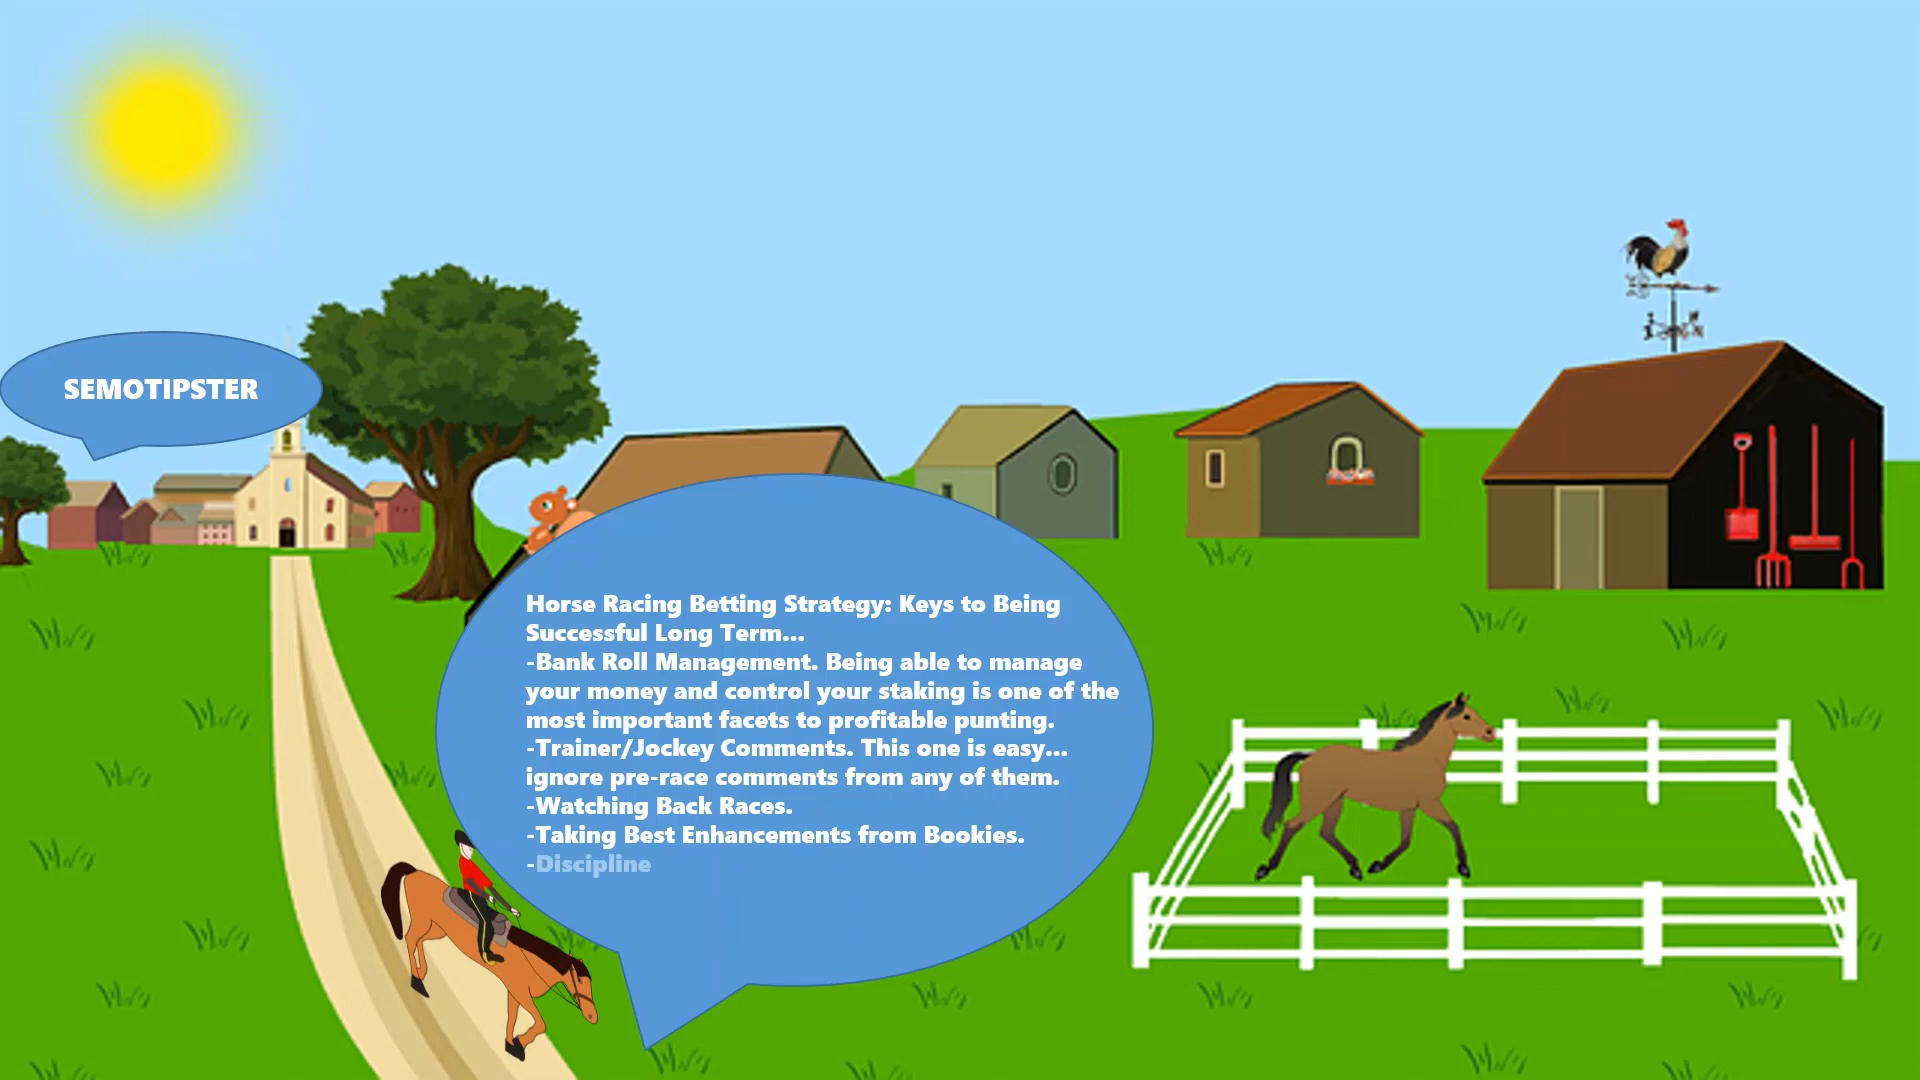 SEMOTIPSTER
Horse Racing Betting Strategy: Keys to Being
Successful Long Term...
-Bank Roll Management. Being able to manage
your money and control your staking is one of the
most important facets to profitable punting.
-Trainer/Jockey Comments. This one is easy...
ignore pre-race comments from any of them.
-Watching Back Races.
-Taking Best Enhancements from Bookies.
-Discipline